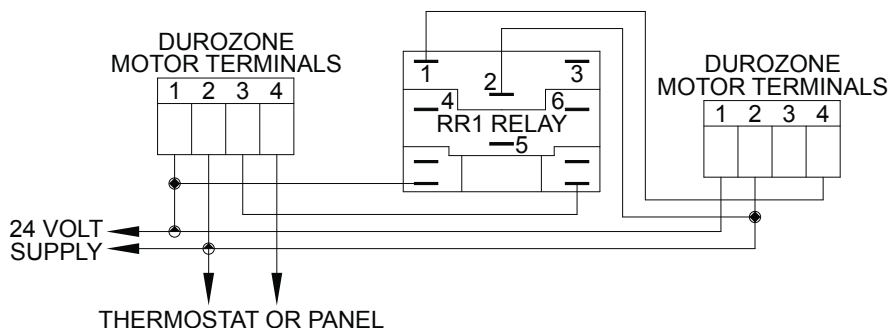 DUROZONE
MOTOR TERMINALS
1 2 3 4
1 2 3
4 6
RR1 RELAY
5
DUROZONE
MOTOR TERMINALS
1 2 3 4
24 VOLT
SUPPLY
THERMOSTAT OR PANEL